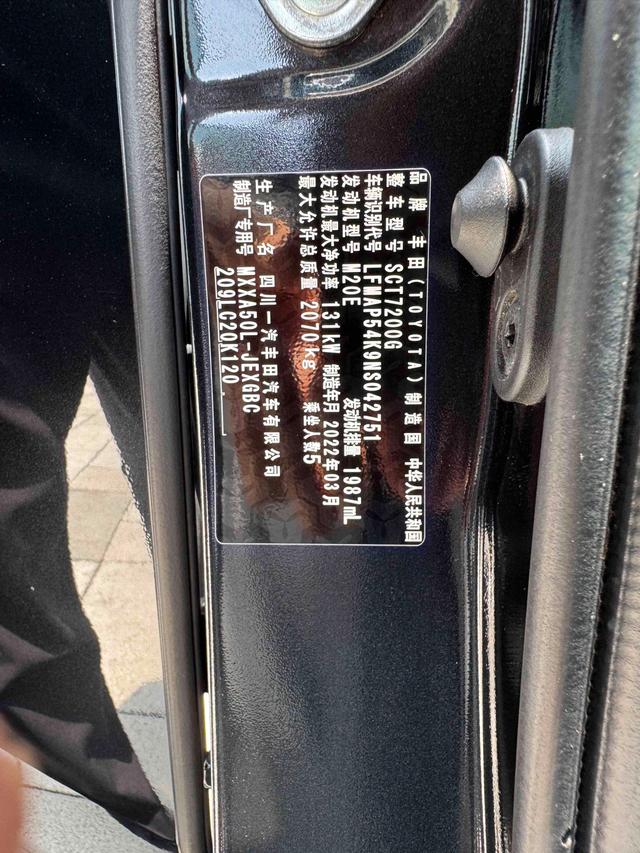 品牌 丰田(TOYOTA) 制造国 中华人民共和国
整车型号 SCT7200G
车辆识别代号 LFMAP54K9NS042751
发动机型号 M20E 发动机排量 1987mL
发动机最大净功率 131kW 制造年月 2022年03月
最大允许总质量 2070kg 乘坐人数 5
生产厂名 四川一汽丰田汽车有限公司
制造厂专用号 MXXA50L-JEXGBC
209_LC20K120